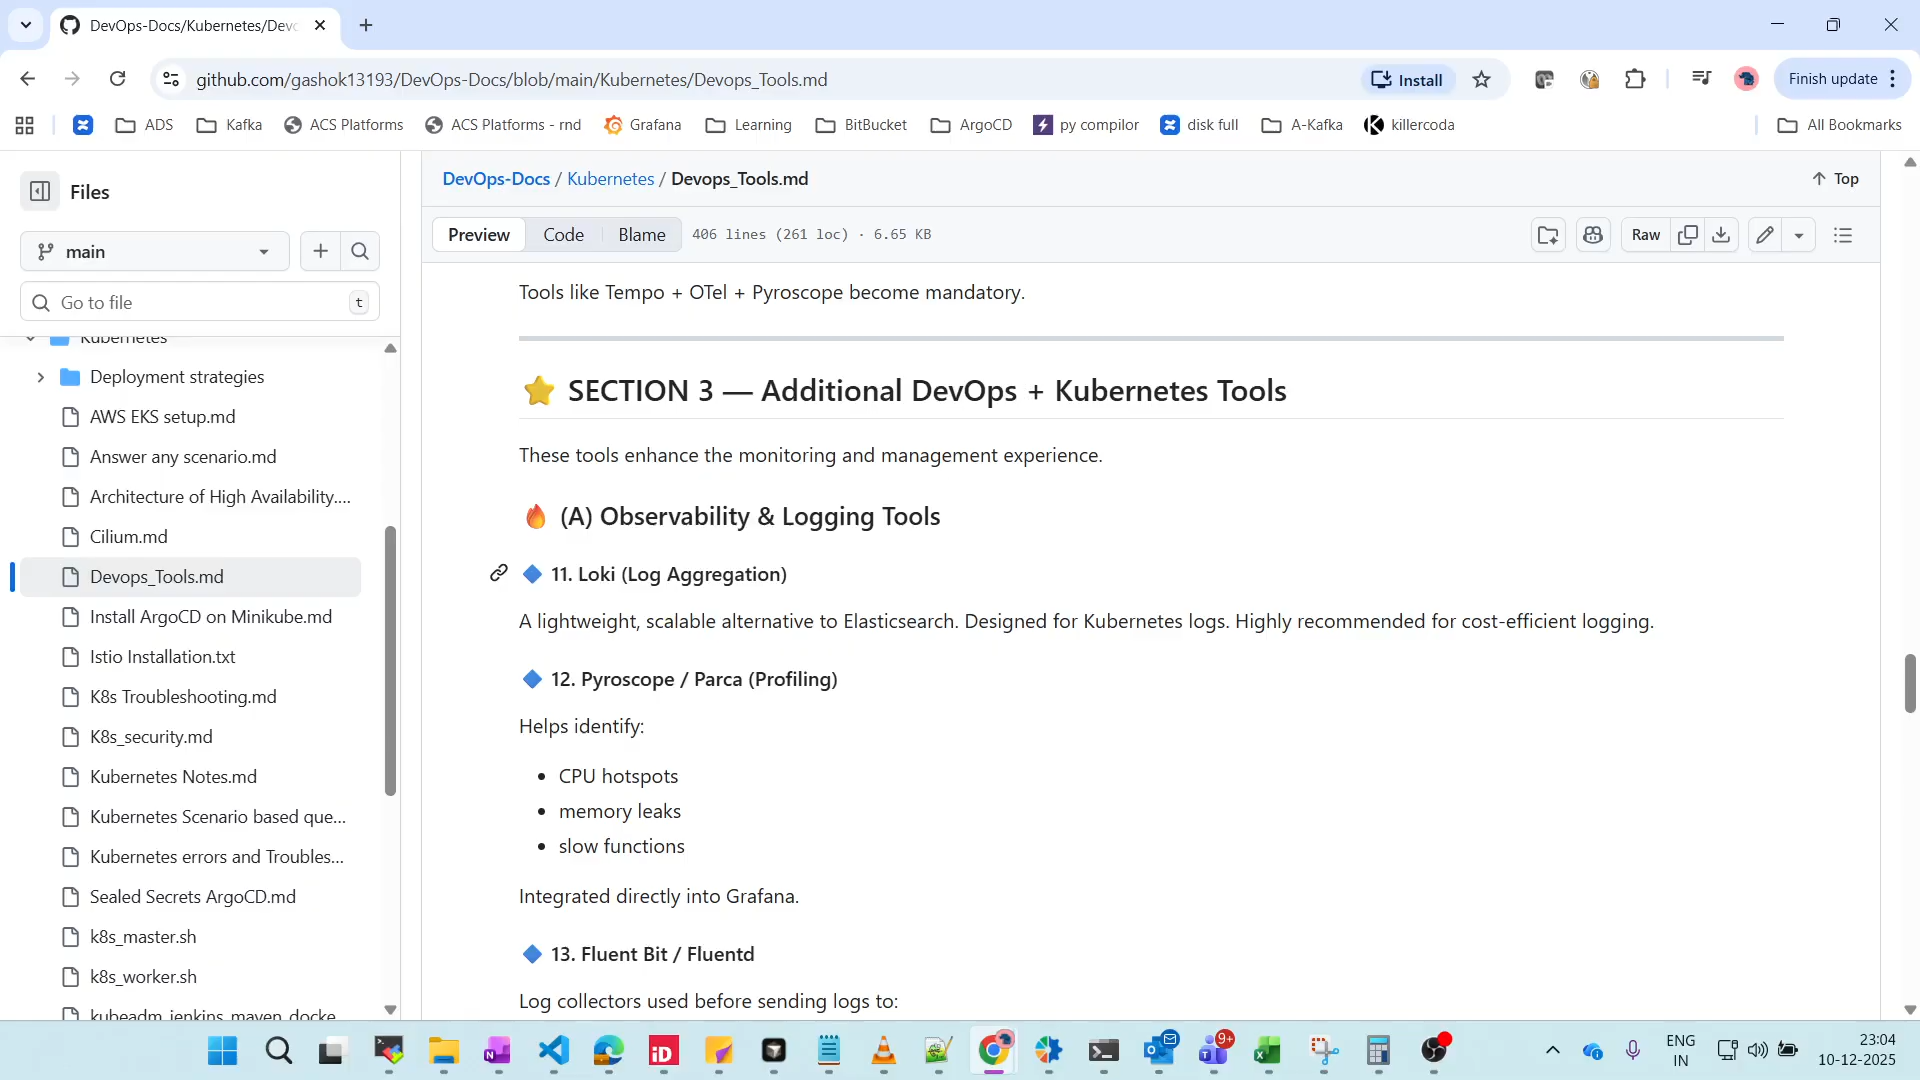 DevOps-Docs/Kubernetes/Devo
github.com/gashok13193/DevOps-Docs/blob/main/Kubernetes/Devops_Tools.md
Install
Finish update
ADS
Kafka
ACS Platforms
ACS Platforms - rnd
Grafana
Learning
BitBucket
ArgoCD
py compilor
disk full
A-Kafka
killercoda
All Bookmarks
Files
main
Go to file
t
Kubernetes
Deployment strategies
AWS EKS setup.md
Answer any scenario.md
Architecture of High Availability....
Cilium.md
Devops_Tools.md
Install ArgoCD on Minikube.md
Istio Installation.txt
K8s Troubleshooting.md
K8s_security.md
Kubernetes Notes.md
Kubernetes Scenario based que...
Kubernetes errors and Troubles...
Sealed Secrets ArgoCD.md
k8s_master.sh
k8s_worker.sh
kubeadm_jenkins_maven_docke...
DevOps-Docs / Kubernetes / Devops_Tools.md
Top
Preview
Code
Blame
406 lines (261 loc) · 6.65 KB
Raw
Tools like Tempo + OTel + Pyroscope become mandatory.
⭐ SECTION 3 — Additional DevOps + Kubernetes Tools
These tools enhance the monitoring and management experience.
🔥 (A) Observability & Logging Tools
🔷 11. Loki (Log Aggregation)
A lightweight, scalable alternative to Elasticsearch. Designed for Kubernetes logs. Highly recommended for cost-efficient logging.
🔷 12. Pyroscope / Parca (Profiling)
Helps identify:
• CPU hotspots
• memory leaks
• slow functions
Integrated directly into Grafana.
🔷 13. Fluent Bit / Fluentd
Log collectors used before sending logs to:
iD
9+
ENG
IN
23:04
10-12-2025